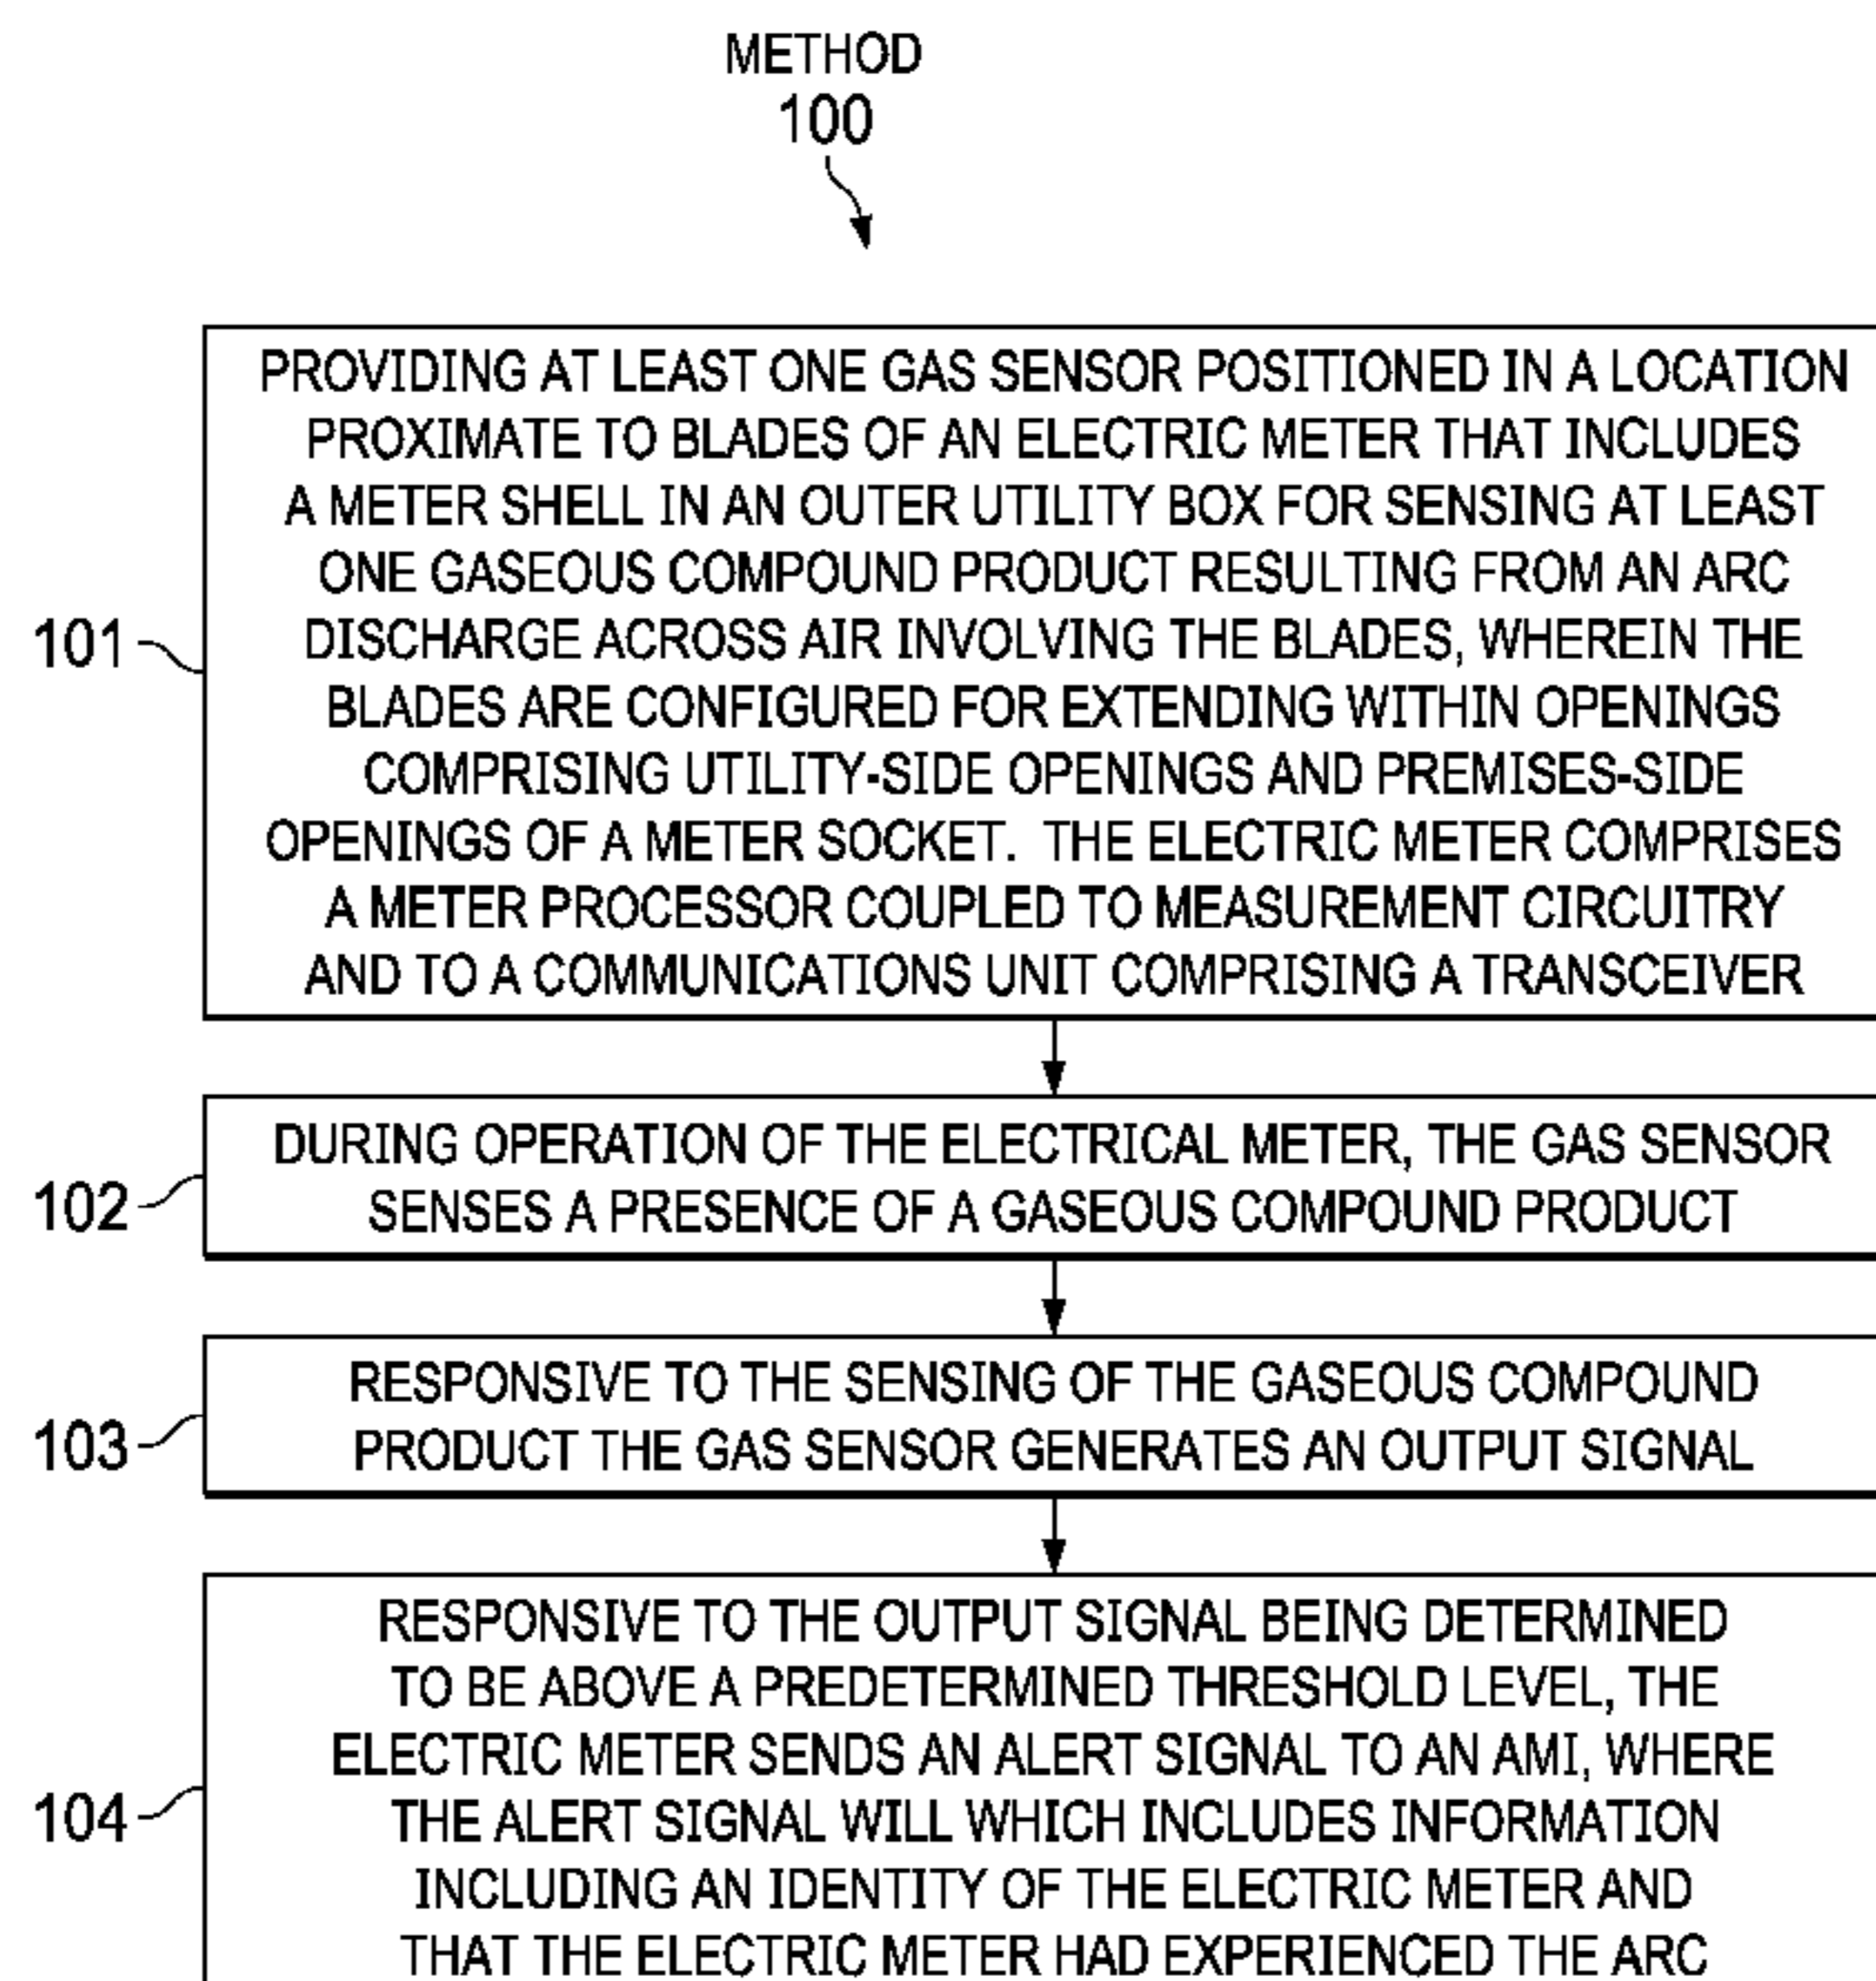 METHOD
100
101
PROVIDING AT LEAST ONE GAS SENSOR POSITIONED IN A LOCATION
PROXIMATE TO BLADES OF AN ELECTRIC METER THAT INCLUDES
A METER SHELL IN AN OUTER UTILITY BOX FOR SENSING AT LEAST
ONE GASEOUS COMPOUND PRODUCT RESULTING FROM AN ARC
DISCHARGE ACROSS AIR INVOLVING THE BLADES, WHEREIN THE
BLADES ARE CONFIGURED FOR EXTENDING WITHIN OPENINGS
COMPRISING UTILITY-SIDE OPENINGS AND PREMISES-SIDE
OPENINGS OF A METER SOCKET. THE ELECTRIC METER COMPRISES
A METER PROCESSOR COUPLED TO MEASUREMENT CIRCUITRY
AND TO A COMMUNICATIONS UNIT COMPRISING A TRANSCEIVER
102
DURING OPERATION OF THE ELECTRICAL METER, THE GAS SENSOR
SENSES A PRESENCE OF A GASEOUS COMPOUND PRODUCT
103
RESPONSIVE TO THE SENSING OF THE GASEOUS COMPOUND
PRODUCT THE GAS SENSOR GENERATES AN OUTPUT SIGNAL
104
RESPONSIVE TO THE OUTPUT SIGNAL BEING DETERMINED
TO BE ABOVE A PREDETERMINED THRESHOLD LEVEL, THE
ELECTRIC METER SENDS AN ALERT SIGNAL TO AN AMI, WHERE
THE ALERT SIGNAL WILL WHICH INCLUDES INFORMATION
INCLUDING AN IDENTITY OF THE ELECTRIC METER AND
THAT THE ELECTRIC METER HAD EXPERIENCED THE ARC